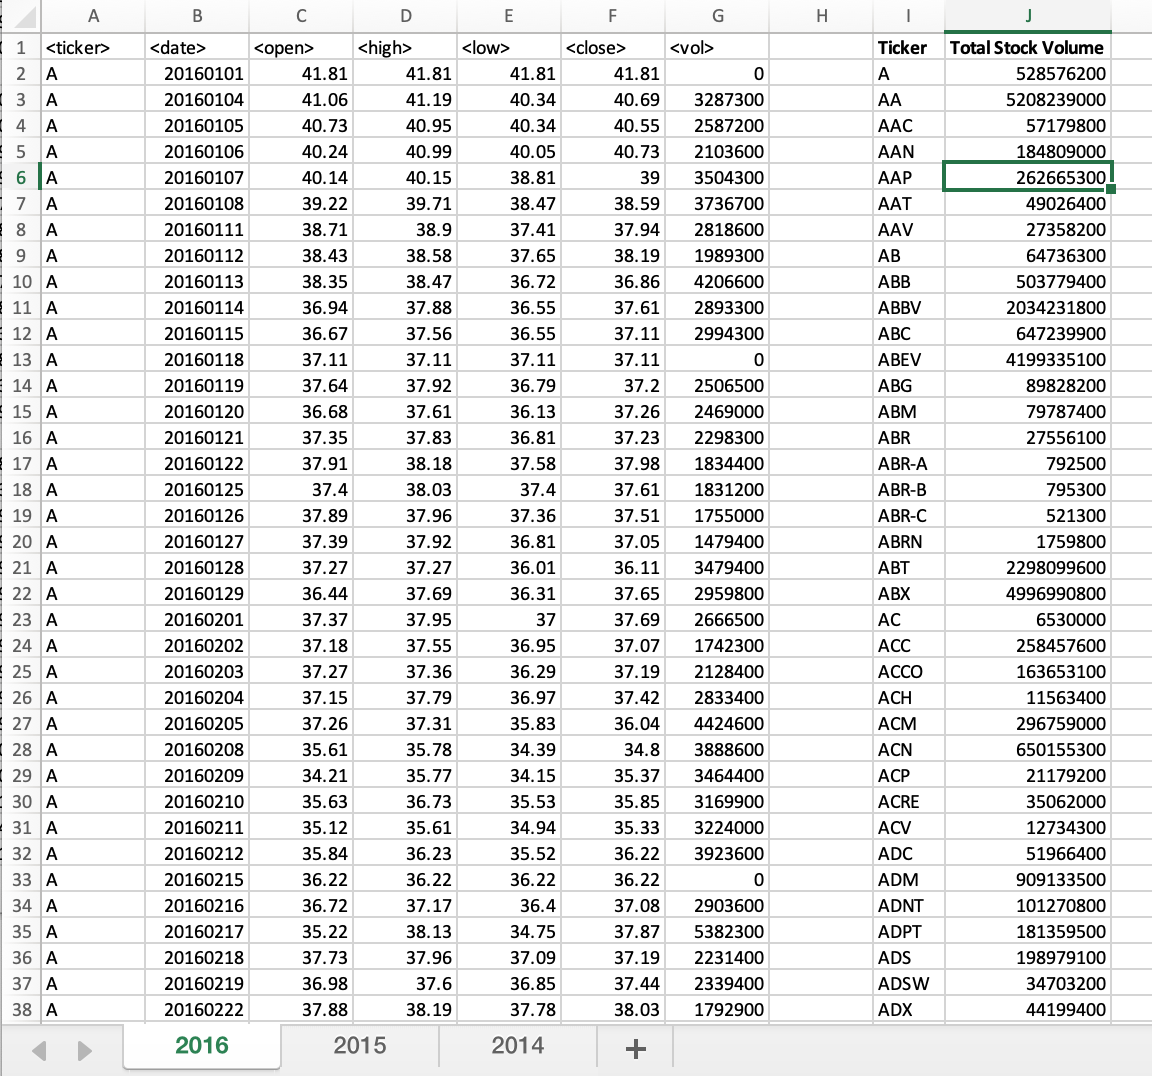 A B C D E F G H I J
1 <ticker> <date> <open> <high> <low> <close> <vol> Ticker Total Stock Volume
2 A 20160101 41.81 41.81 41.81 41.81 0 A 528576200
3 A 20160104 41.06 41.19 40.34 40.69 3287300 AA 5208239000
4 A 20160105 40.73 40.95 40.34 40.55 2587200 AAC 57179800
5 A 20160106 40.24 40.99 40.05 40.73 2103600 AAN 184809000
6 A 20160107 40.14 40.15 38.81 39 3504300 AAP 262665300
7 A 20160108 39.22 39.71 38.47 38.59 3736700 AAT 49026400
8 A 20160111 38.71 38.9 37.41 37.94 2818600 AAV 27358200
9 A 20160112 38.43 38.58 37.65 38.19 1989300 AB 64736300
10 A 20160113 38.35 38.47 36.72 36.86 4206600 ABB 503779400
11 A 20160114 36.94 37.88 36.55 37.61 2893300 ABBV 2034231800
12 A 20160115 36.67 37.56 36.55 37.11 2994300 ABC 647239900
13 A 20160118 37.11 37.11 37.11 37.11 0 ABEV 4199335100
14 A 20160119 37.64 37.92 36.79 37.2 2506500 ABG 89828200
15 A 20160120 36.68 37.61 36.13 37.26 2469000 ABM 79787400
16 A 20160121 37.35 37.83 36.81 37.23 2298300 ABR 27556100
17 A 20160122 37.91 38.18 37.58 37.98 1834400 ABR-A 792500
18 A 20160125 37.4 38.03 37.4 37.61 1831200 ABR-B 795300
19 A 20160126 37.89 37.96 37.36 37.51 1755000 ABR-C 521300
20 A 20160127 37.39 37.92 36.81 37.05 1479400 ABRN 1759800
21 A 20160128 37.27 37.27 36.01 36.11 3479400 ABT 2298099600
22 A 20160129 36.44 37.69 36.31 37.65 2959800 ABX 4996990800
23 A 20160201 37.37 37.95 37 37.69 2666500 AC 6530000
24 A 20160202 37.18 37.55 36.95 37.07 1742300 ACC 258457600
25 A 20160203 37.27 37.36 36.29 37.19 2128400 ACCO 163653100
26 A 20160204 37.15 37.79 36.97 37.42 2833400 ACH 11563400
27 A 20160205 37.26 37.31 35.83 36.04 4424600 ACM 296759000
28 A 20160208 35.61 35.78 34.39 34.8 3888600 ACN 650155300
29 A 20160209 34.21 35.77 34.15 35.37 3464400 ACP 21179200
30 A 20160210 35.63 36.73 35.53 35.85 3169900 ACRE 35062000
31 A 20160211 35.12 35.61 34.94 35.33 3224000 ACV 12734300
32 A 20160212 35.84 36.23 35.52 36.22 3923600 ADC 51966400
33 A 20160215 36.22 36.22 36.22 36.22 0 ADM 909133500
34 A 20160216 36.72 37.17 36.4 37.08 2903600 ADNT 101270800
35 A 20160217 35.22 38.13 34.75 37.87 5382300 ADPT 181359500
36 A 20160218 37.73 37.96 37.09 37.19 2231400 ADS 198979100
37 A 20160219 36.98 37.6 36.85 37.44 2339400 ADSW 34703200
38 A 20160222 37.88 38.19 37.78 38.03 1792900 ADX 44199400
2016 2015 2014 +